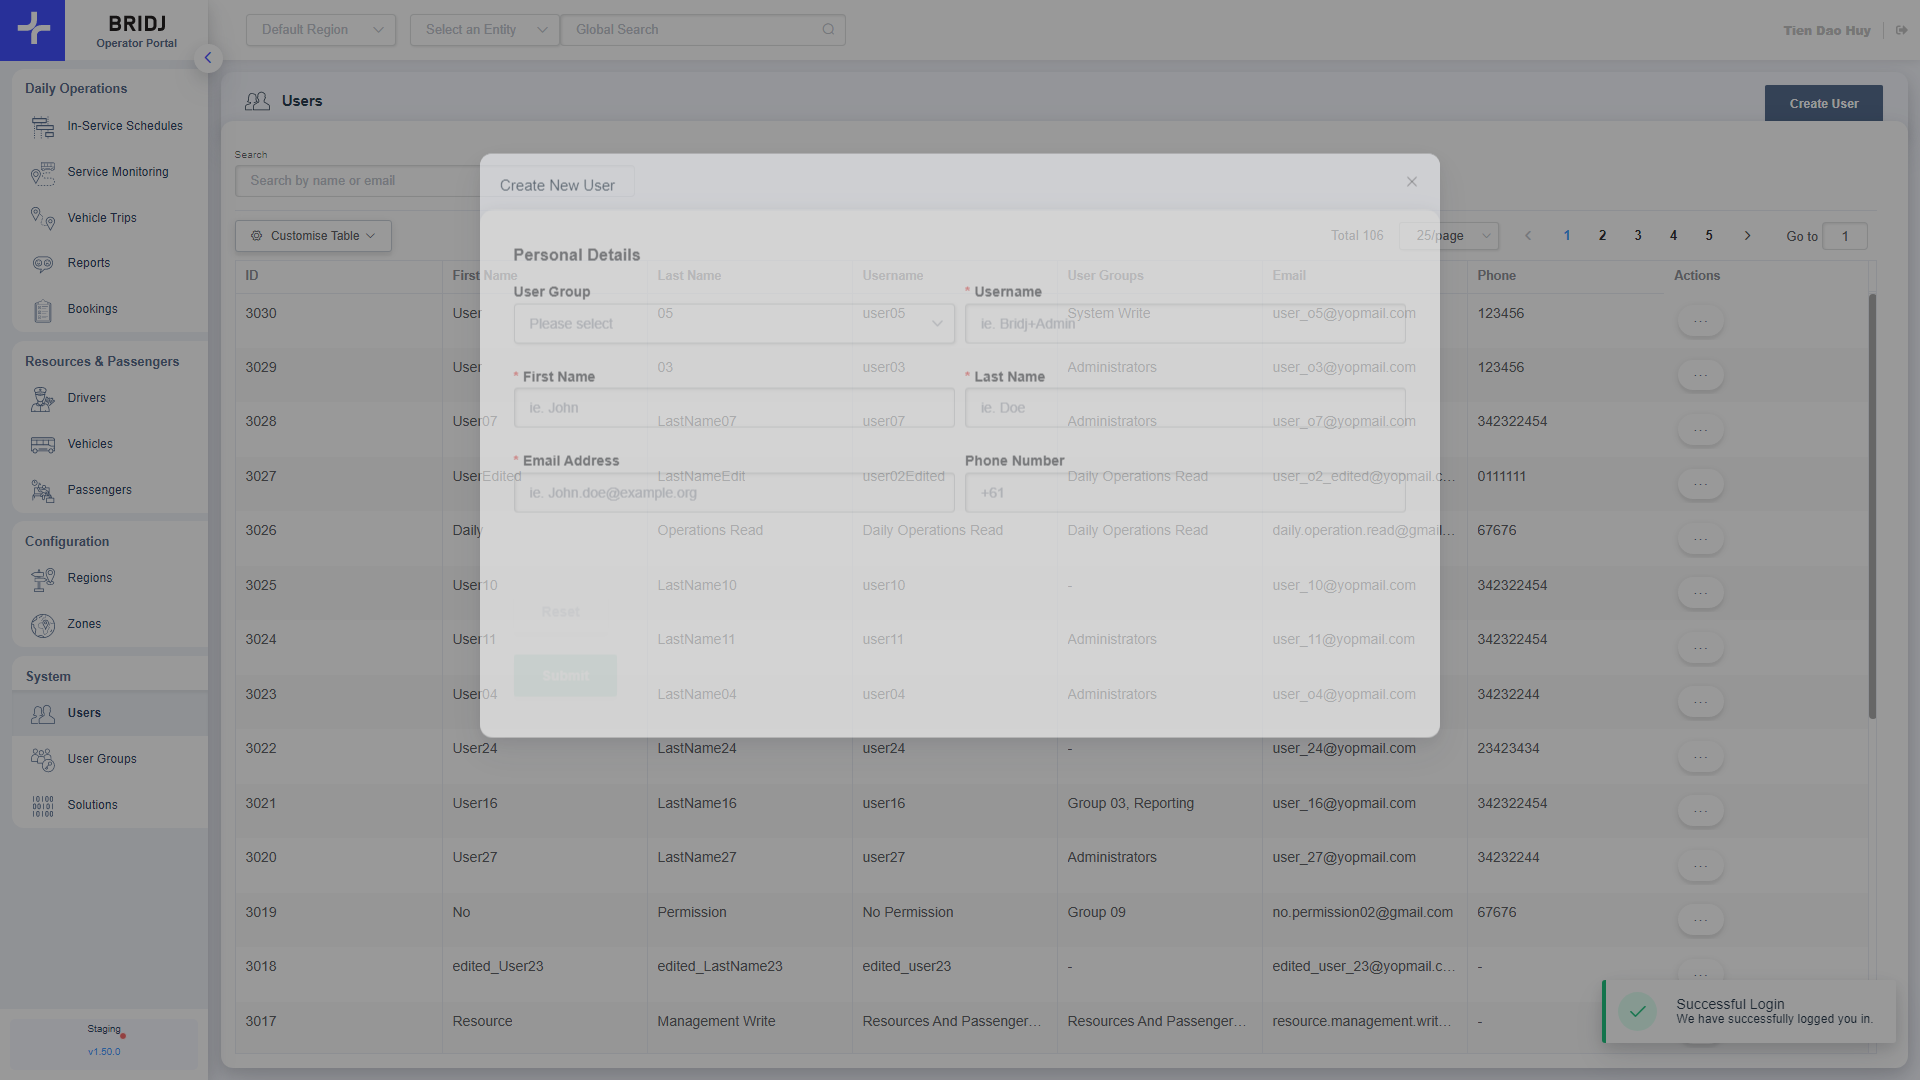 BRIDJ
Operator Portal
Default Region
Select an Entity
Global Search
Tien Dao Huy
Daily Operations
In-Service Schedules
Service Monitoring
Vehicle Trips
Reports
Bookings
Resources & Passengers
Drivers
Vehicles
Passengers
Configuration
Regions
Zones
System
Users
User Groups
Solutions
Staging
v1.50.0
Users
Create User
Search
Search by name or email
Customise Table
Total 106
25/page
1
2
3
4
5
Go to
1
ID First Name Last Name Username User Groups Email Phone Actions
3030 User 05 user05 System Write user_o5@yopmail.com 123456 ...
3029 User 03 user03 Administrators user_o3@yopmail.com 123456 ...
3028 User07 LastName07 user07 Administrators user_o7@yopmail.com 342322454 ...
3027 UserEdited LastNameEdit user02Edited Daily Operations Read user_o2_edited@yopmail.c... 0111111 ...
3026 Daily Operations Read Daily Operations Read Daily Operations Read daily.operation.read@gmail... 67676 ...
3025 User10 LastName10 user10 - user_10@yopmail.com 342322454 ...
3024 User11 LastName11 user11 Administrators user_11@yopmail.com 342322454 ...
3023 User04 LastName04 user04 Administrators user_o4@yopmail.com 34232244 ...
3022 User24 LastName24 user24 - user_24@yopmail.com 23423434 ...
3021 User16 LastName16 user16 Group 03, Reporting user_16@yopmail.com 342322454 ...
3020 User27 LastName27 user27 Administrators user_27@yopmail.com 34232244 ...
3019 No Permission No Permission Group 09 no.permission02@gmail.com 67676 ...
3018 edited_User23 edited_LastName23 edited_user23 - edited_user_23@yopmail.c... - ...
3017 Resource Management Write Resources And Passenger... Resources And Passenger... resource.management.writ... -
Create New User
Personal Details
User Group
Please select
* Username
ie. Bridj+Admin
* First Name
ie. John
* Last Name
ie. Doe
* Email Address
ie. John.doe@example.org
Phone Number
+61
Reset
Submit
Successful Login
We have successfully logged you in.